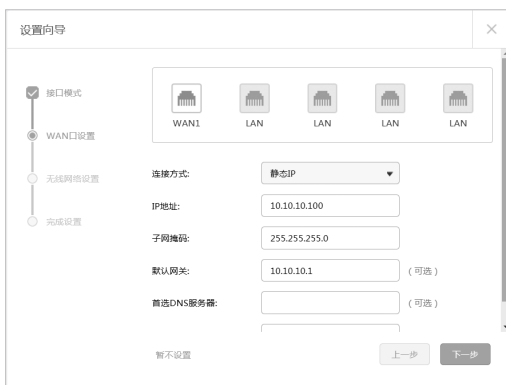 设置向导
接口模式
WAN口设置
无线网络设置
完成设置
WAN1 LAN LAN LAN LAN
连接方式: 静态IP
IP地址: 10.10.10.100
子网掩码: 255.255.255.0
默认网关: 10.10.10.1 (可选)
首选DNS服务器: (可选)
暂不设置 上一步 下一步